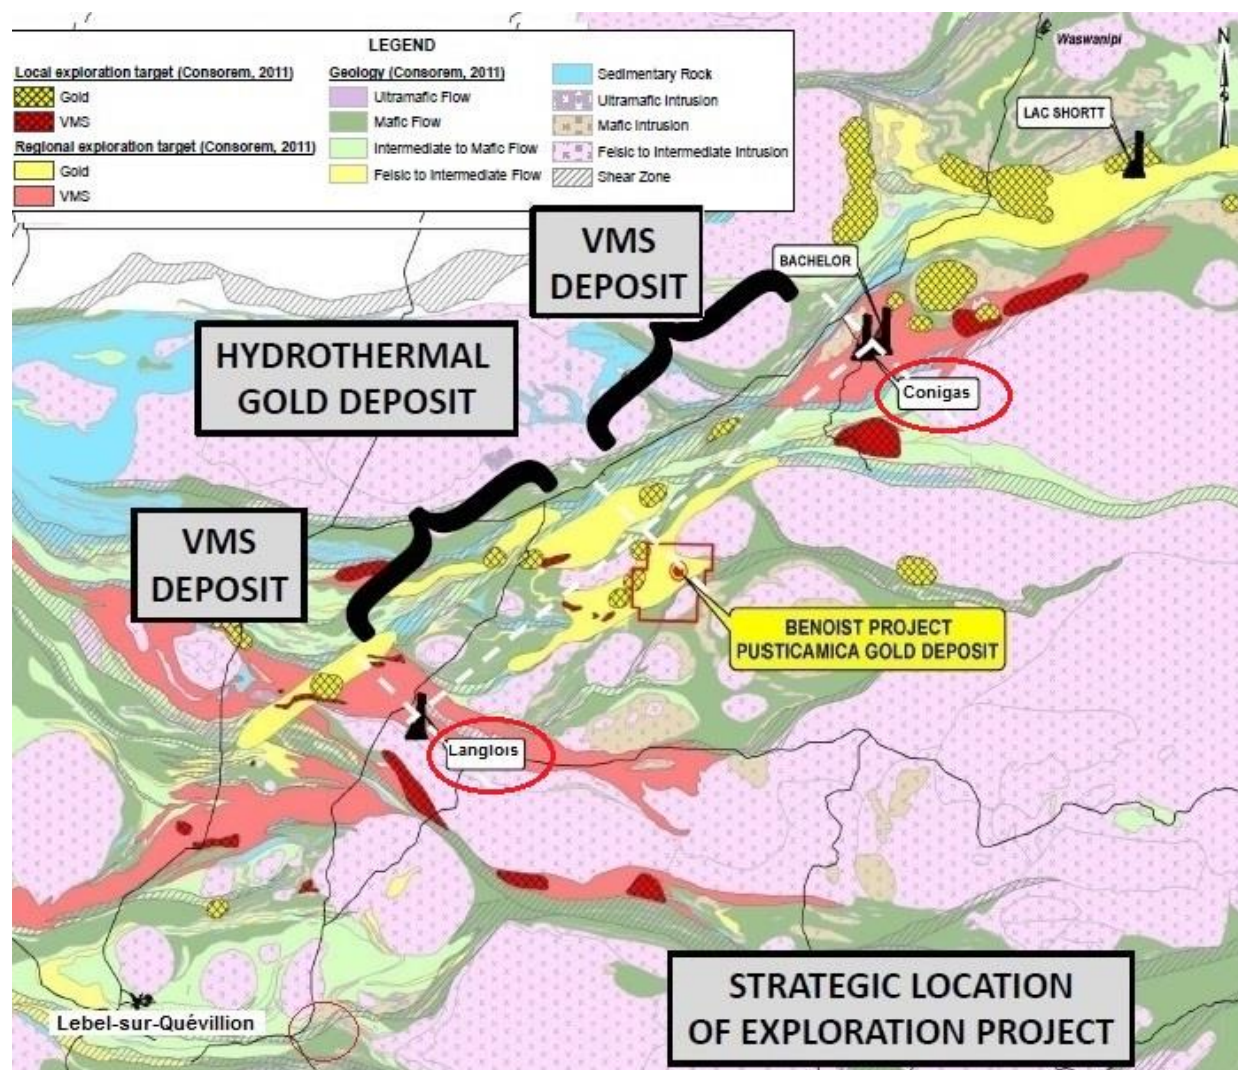 LEGEND
Local exploration target (Consorem, 2011)
Gold
VMS
Regional exploration target (Consorem, 2011)
Gold
VMS
Geology (Consorem, 2011)
Ultramafic Flow
Mafic Flow
Intermediate to Mafic Flow
Felsic to Intermediate Flow
Sedimentary Rock
Ultramafic Intrusion
Mafic Intrusion
Felsic to Intermediate Intrusion
Shear Zone
Waswanipi
N
LAC SHORTT
VMS
DEPOSIT
BACHELOR
HYDROTHERMAL
GOLD DEPOSIT
Conigas
VMS
DEPOSIT
BENOIST PROJECT
PUSTICAMICA GOLD DEPOSIT
Langlois
STRATEGIC LOCATION
OF EXPLORATION PROJECT
Lebel-sur-Quévillion